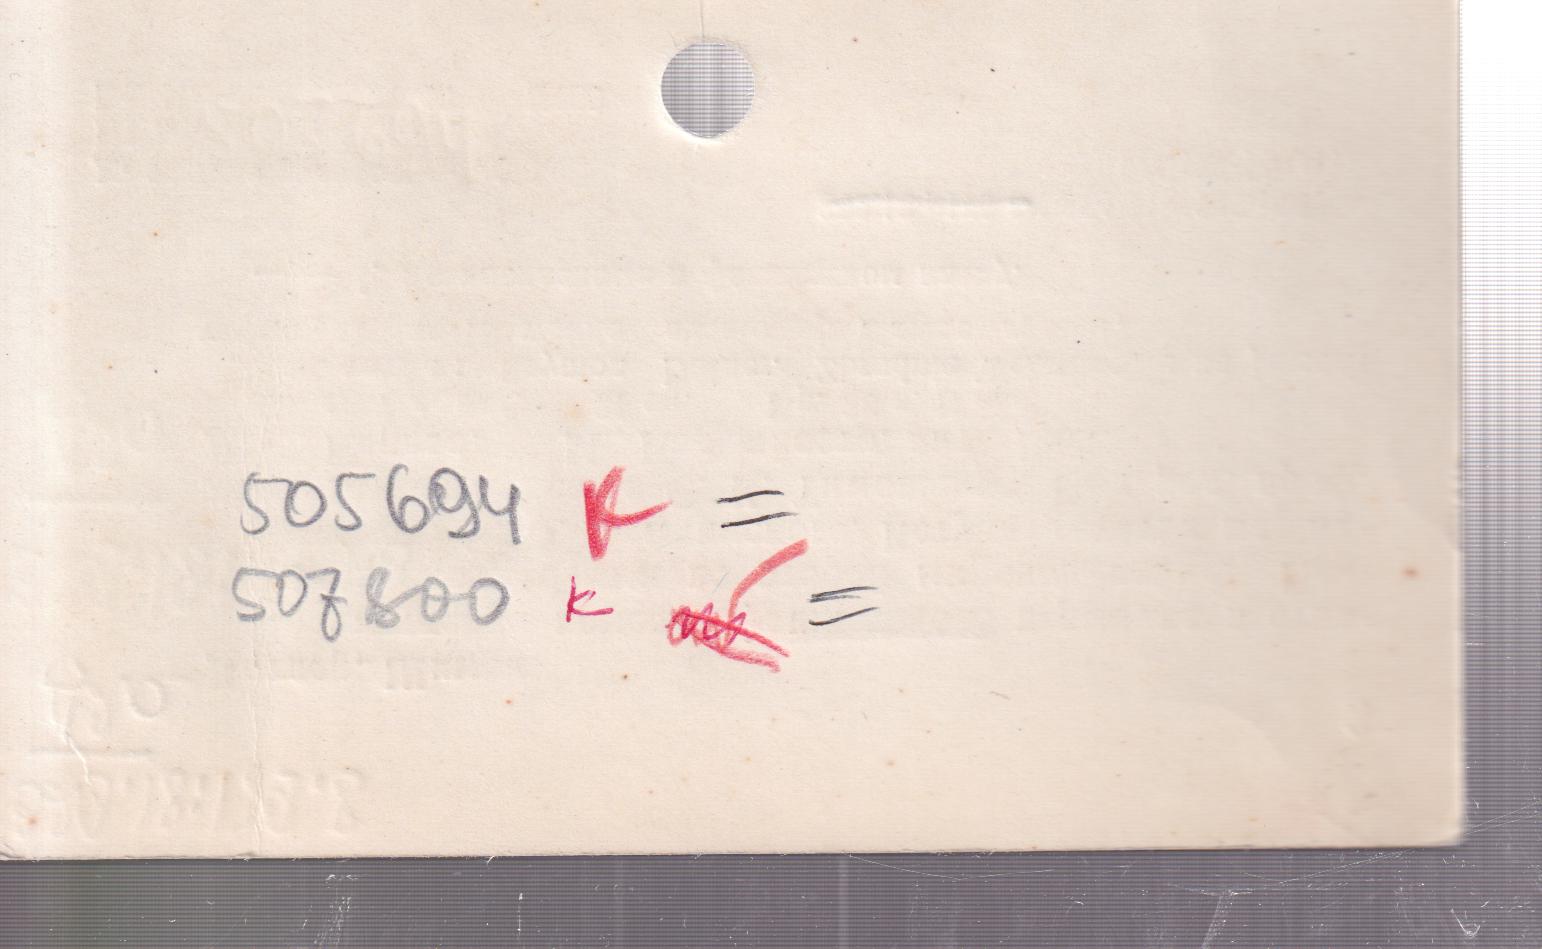 505694 K =
507800 K =